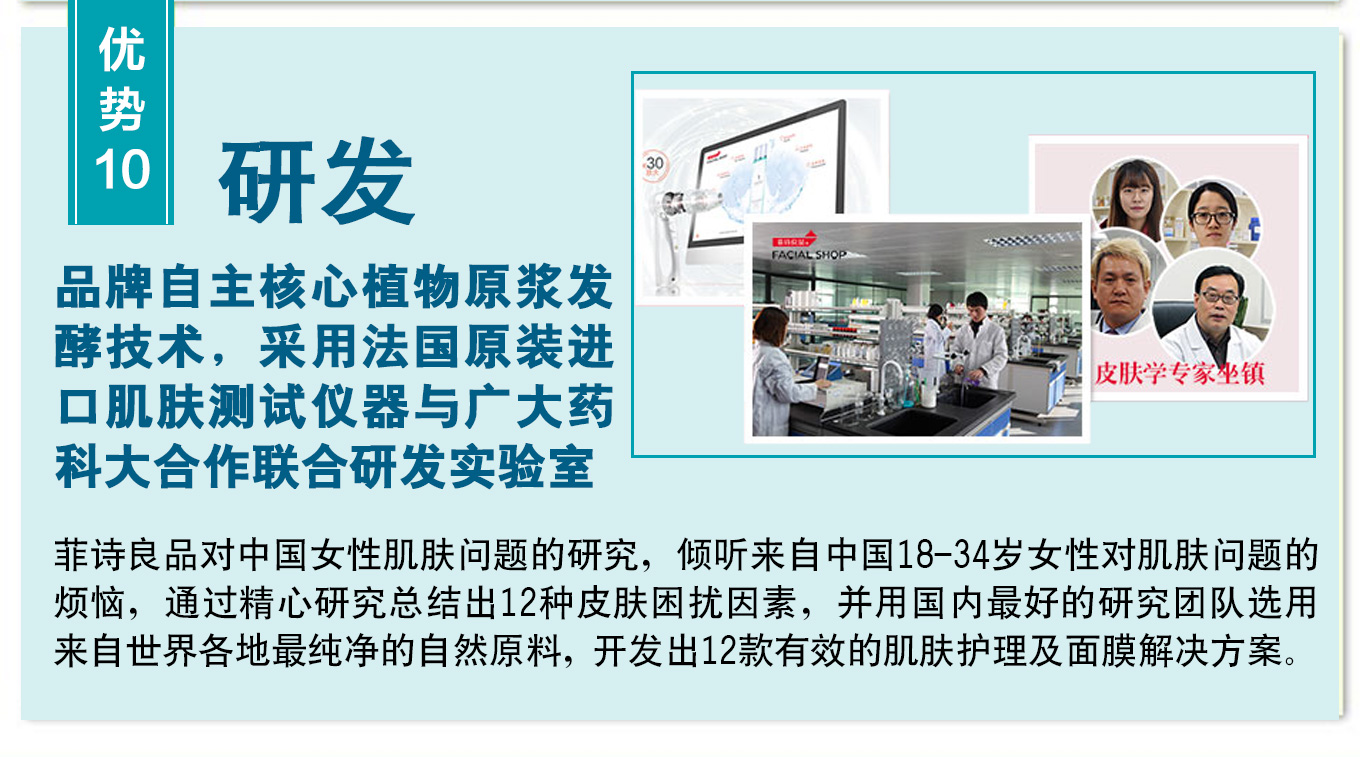 优
势
10
研发
品牌自主核心植物原浆发
酵技术，采用法国原装进
口肌肤测试仪器与广大药
科大合作联合研发实验室
30
FACIAL SHOP
菲诗良品
FACIAL SHOP
皮肤学专家坐镇
菲诗良品对中国女性肌肤问题的研究，倾听来自中国18-34岁女性对肌肤问题的
烦恼，通过精心研究总结出12种皮肤困扰因素，并用国内最好的研究团队选用
来自世界各地最纯净的自然原料，开发出12款有效的肌肤护理及面膜解决方案。